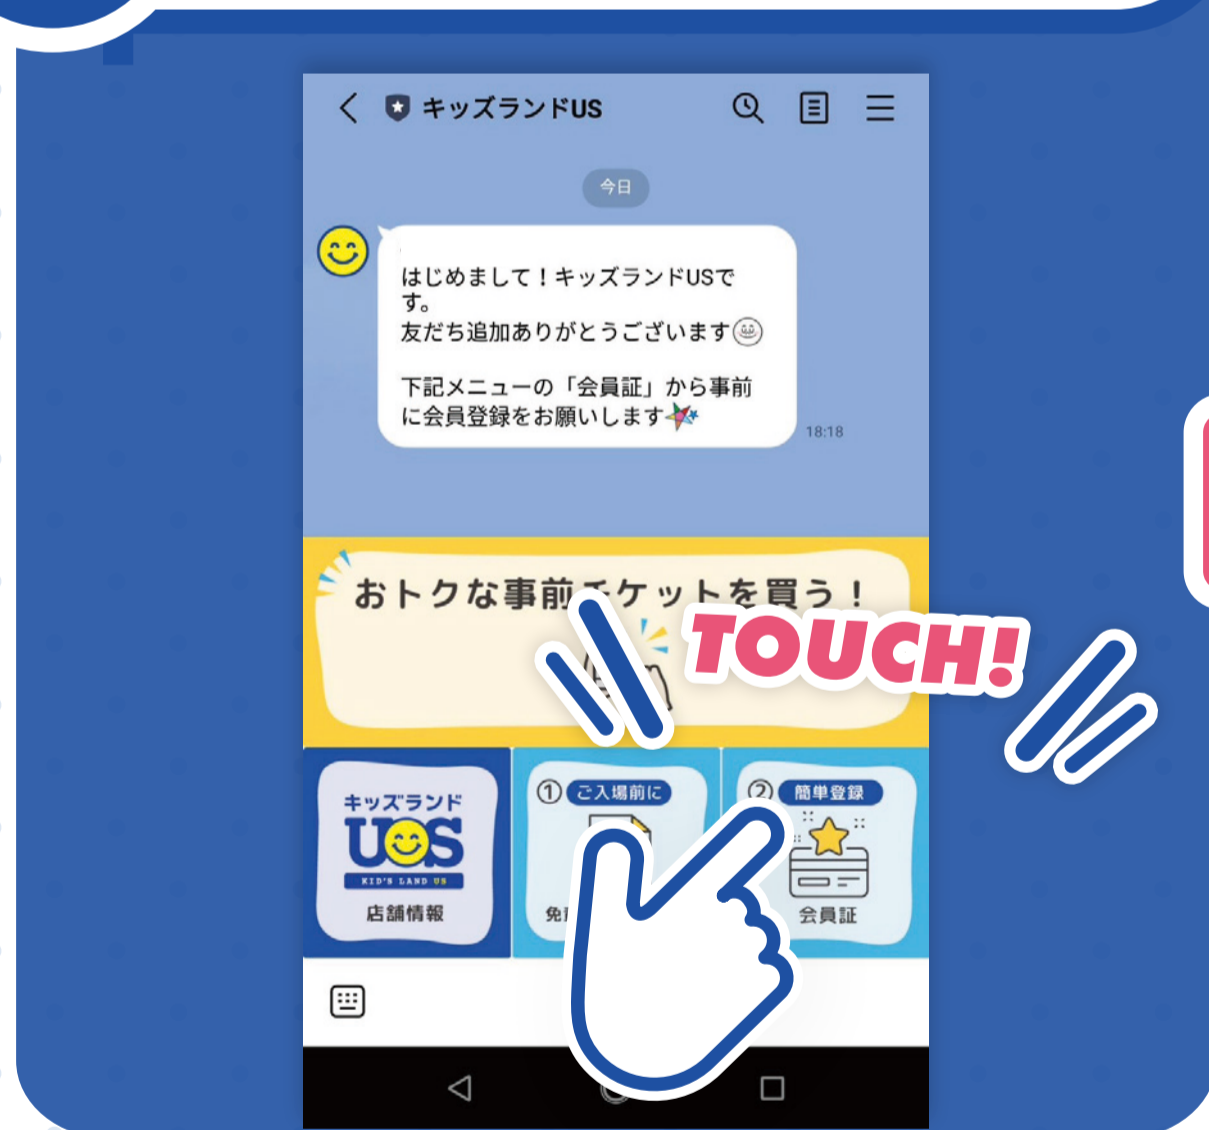 キッズランドUS
今日
はじめまして！キッズランドUSで
す。
友だち追加ありがとうございます
下記メニューの「会員証」から事前
に会員登録をお願いします
18:18
おトクな事前チケットを買う！
TOUCH!
キッズランド
US
KID'S LAND US
店舗情報
① ご入場前に
② 簡単登録
会員証